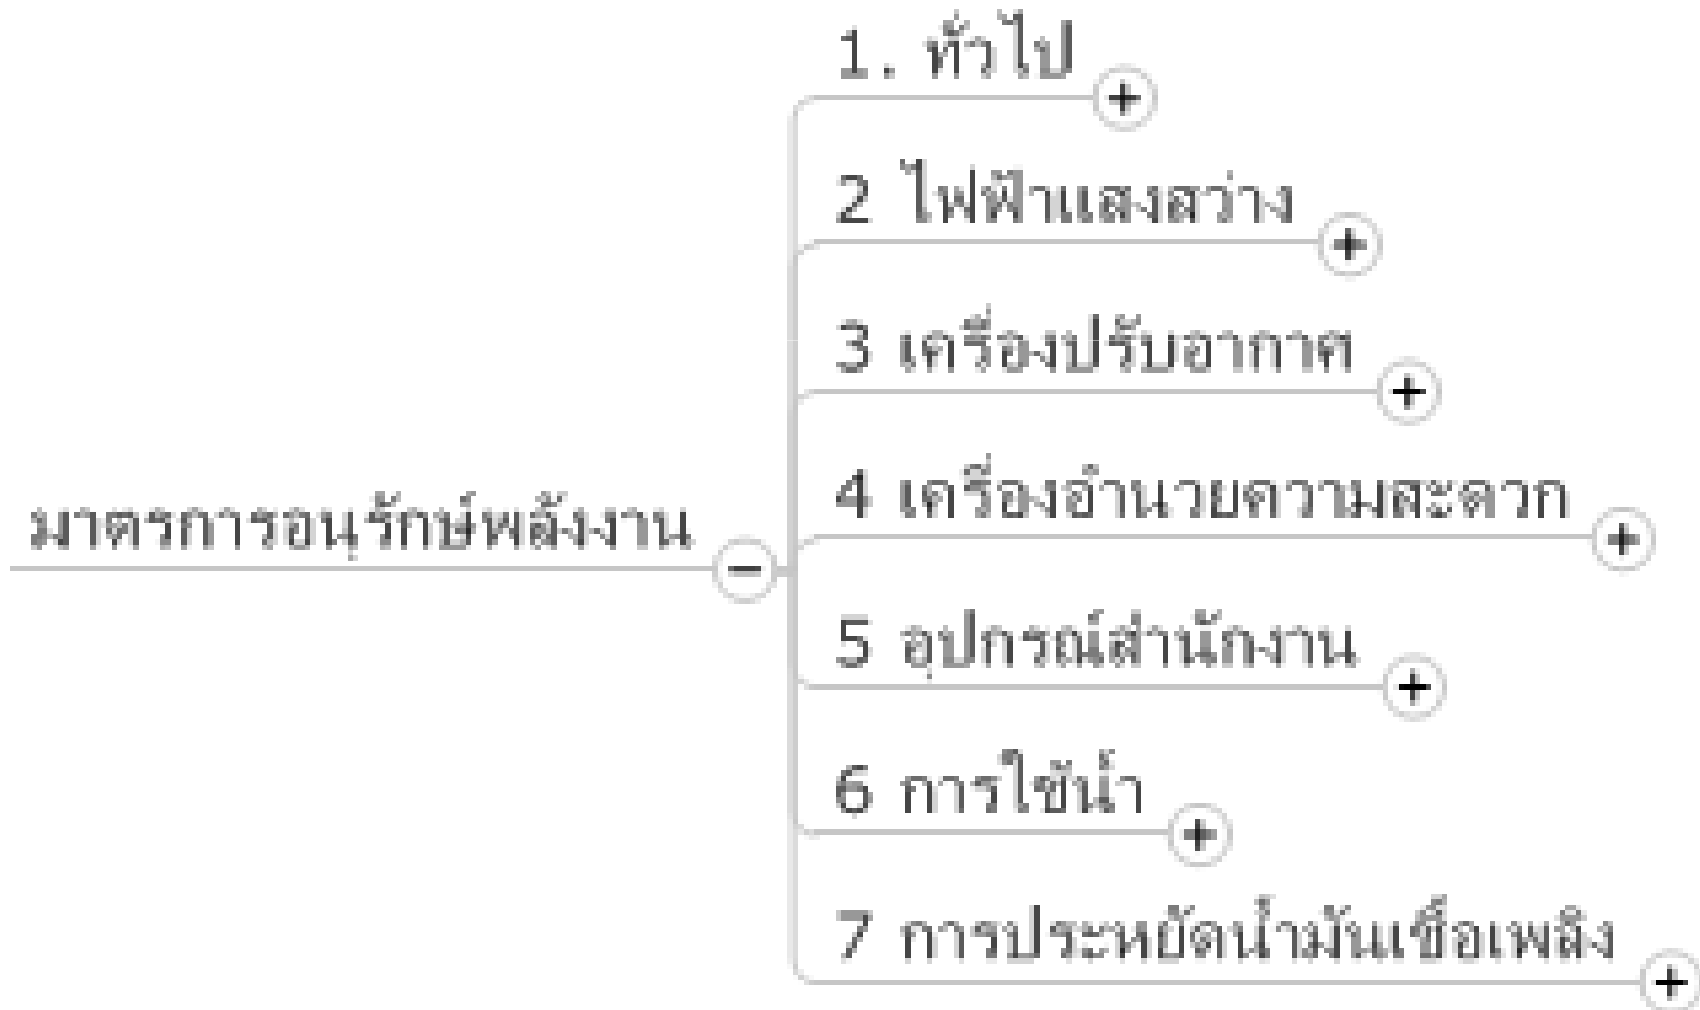 1. ทั่วไป
2 ไฟฟ้าแสงสว่าง
3 เครื่องปรับอากาศ
4 เครื่องอำนวยความสะดวก
มาตรการอนุรักษ์พลังงาน
5 อุปกรณ์สำนักงาน
6 การใช้น้ำ
7 การประหยัดน้ำมันเชื้อเพลิง